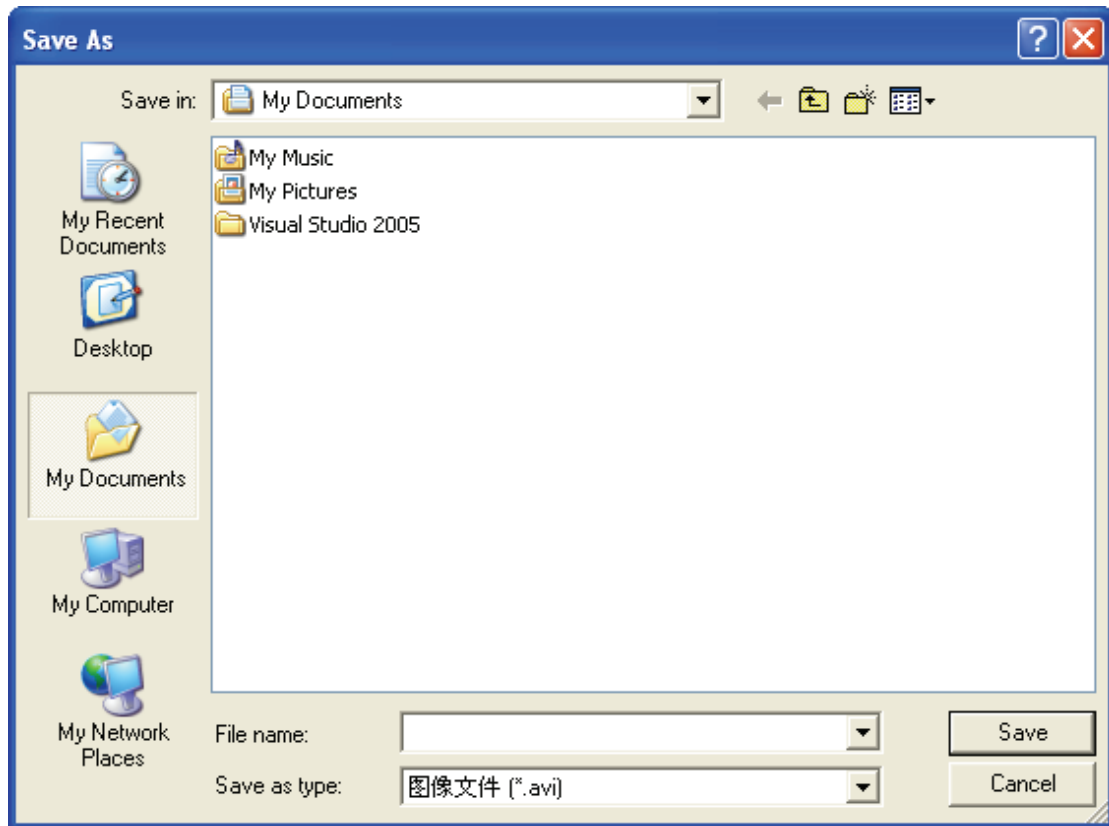 Save As
Save in:
My Documents
My Recent
Documents
Desktop
My Documents
My Computer
My Network
Places
My Music
My Pictures
Visual Studio 2005
File name:
Save
Save as type:
图像文件 (*.avi)
Cancel